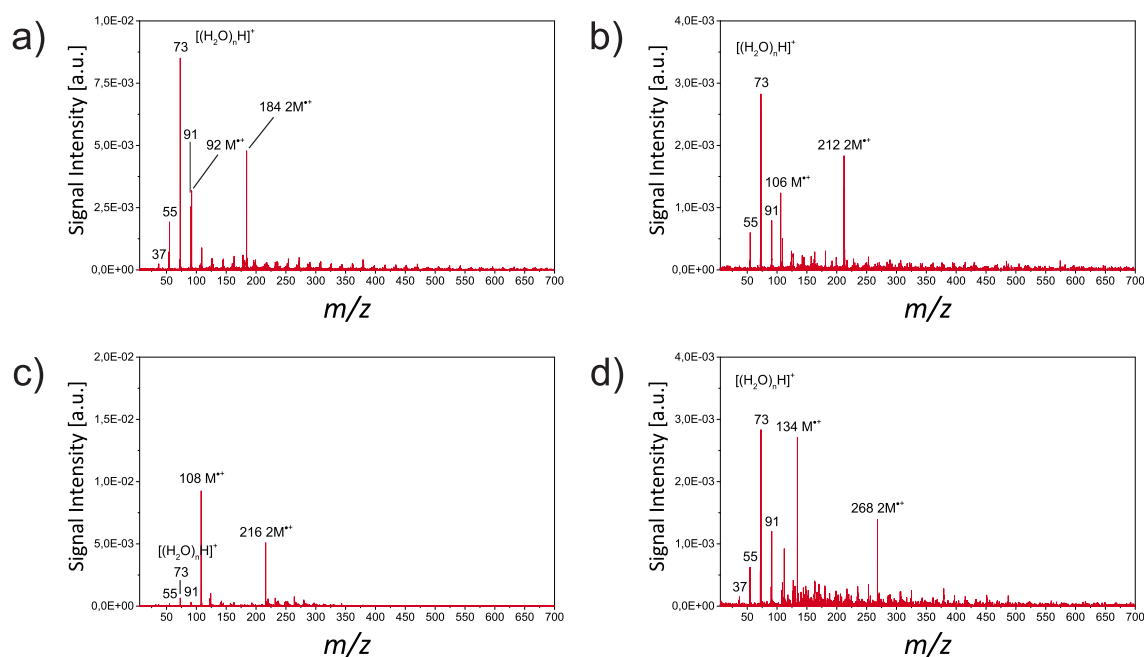 a)
1,0E-02
7,5E-03
5,0E-03
2,5E-03
0,0E+00
Signal Intensity [a.u.]
[(H₂O)ₙH]⁺
73
184 2M•⁺
91
92 M•⁺
55
37
50 100 150 200 250 300 350 400 450 500 550 600 650 700
m/z
b)
4,0E-03
3,0E-03
2,0E-03
1,0E-03
0,0E+00
Signal Intensity [a.u.]
[(H₂O)ₙH]⁺
73
212 2M•⁺
106 M•⁺
91
55
50 100 150 200 250 300 350 400 450 500 550 600 650 700
m/z
c)
2,0E-02
1,5E-02
1,0E-02
5,0E-03
0,0E+00
Signal Intensity [a.u.]
108 M•⁺
216 2M•⁺
[(H₂O)ₙH]⁺
73
55
91
50 100 150 200 250 300 350 400 450 500 550 600 650 700
m/z
d)
4,0E-03
3,0E-03
2,0E-03
1,0E-03
0,0E+00
Signal Intensity [a.u.]
[(H₂O)ₙH]⁺
73
134 M•⁺
268 2M•⁺
91
55
37
50 100 150 200 250 300 350 400 450 500 550 600 650 700
m/z